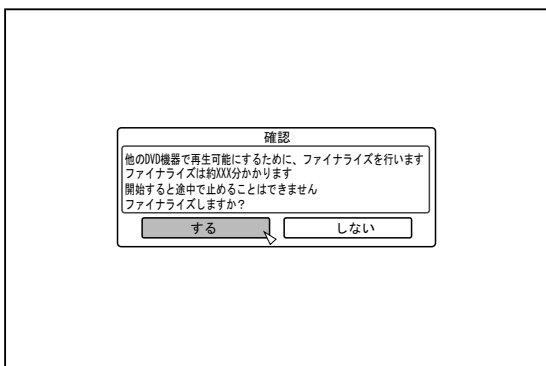 確認
他のDVD機器で再生可能にするために、ファイナライズを行います
ファイナライズは約XXX分かかります
開始すると途中で止めることはできません
ファイナライズしますか？
する
しない